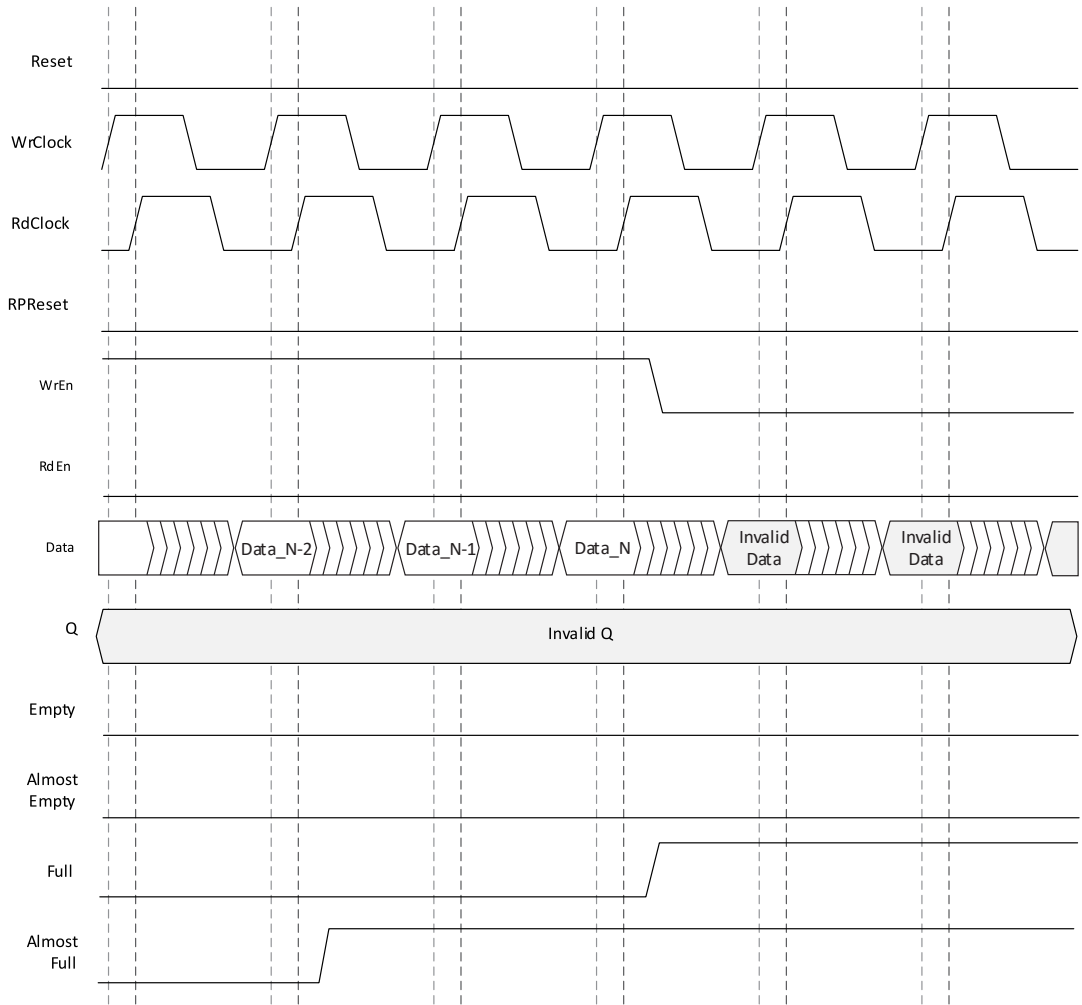 Reset
WrClock
RdClock
RPReset
WrEn
RdEn
Data
Data_N-2
Data_N-1
Data_N
Invalid
Data
Invalid
Data
Q
Invalid Q
Empty
Almost
Empty
Full
Almost
Full